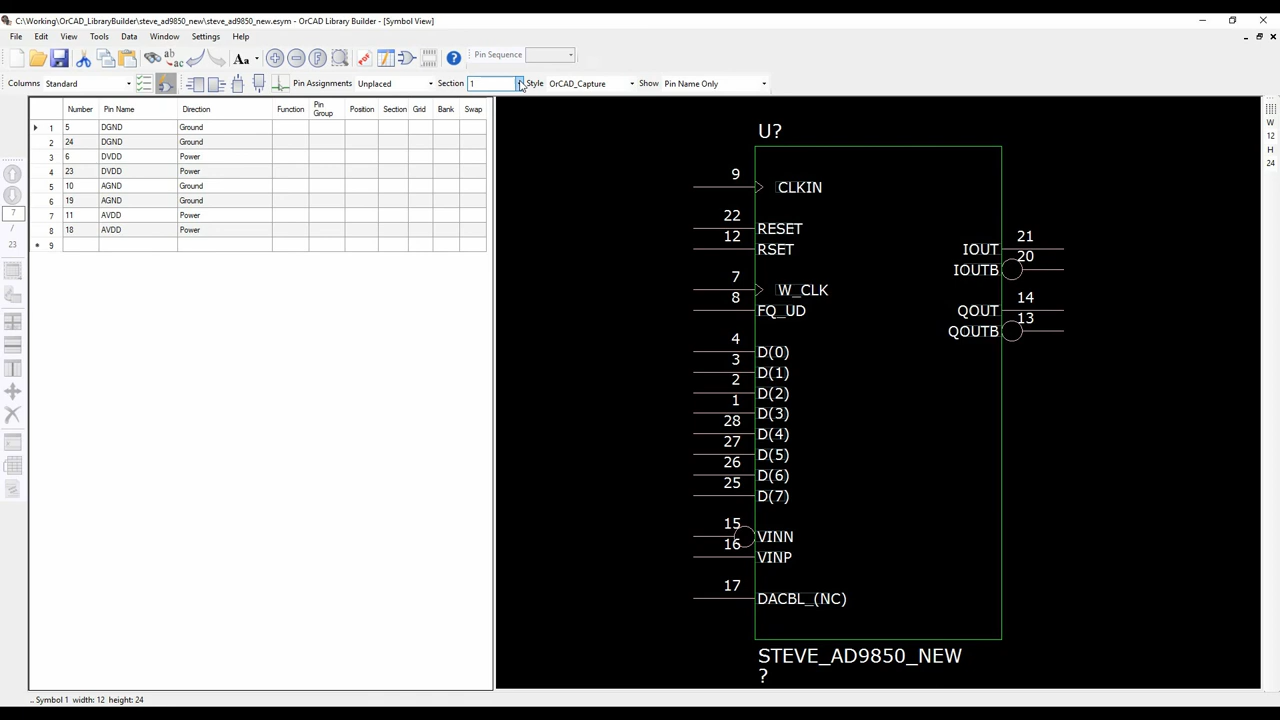 C:\Working\OrCAD_LibraryBuilder\steve_ad9850_new\steve_ad9850_new.esym - OrCAD Library Builder - [Symbol View]
File Edit View Tools Data Window Settings Help
Aa
Pin Sequence
Columns Standard Pin Assignments Unplaced Section 1 Style OrCAD_Capture Show Pin Name Only
Number Pin Name Direction Function Pin Group Position Section Grid Bank Swap
1 5 DGND Ground
2 24 DGND Ground
3 6 DVDD Power
4 23 DVDD Power
5 10 AGND Ground
6 19 AGND Ground
7 11 AVDD Power
8 18 AVDD Power
* 9
7
/
23
U?
9 CLKIN
22 RESET
12 RSET
7 W_CLK
8 FQ_UD
4 D(0)
3 D(1)
2 D(2)
1 D(3)
28 D(4)
27 D(5)
26 D(6)
25 D(7)
15 VINN
16 VINP
17 DACBL_(NC)
IOUT 21
IOUTB 20
QOUT 14
QOUTB 13
STEVE_AD9850_NEW
?
W
12
H
24
.. Symbol 1 width: 12 height: 24